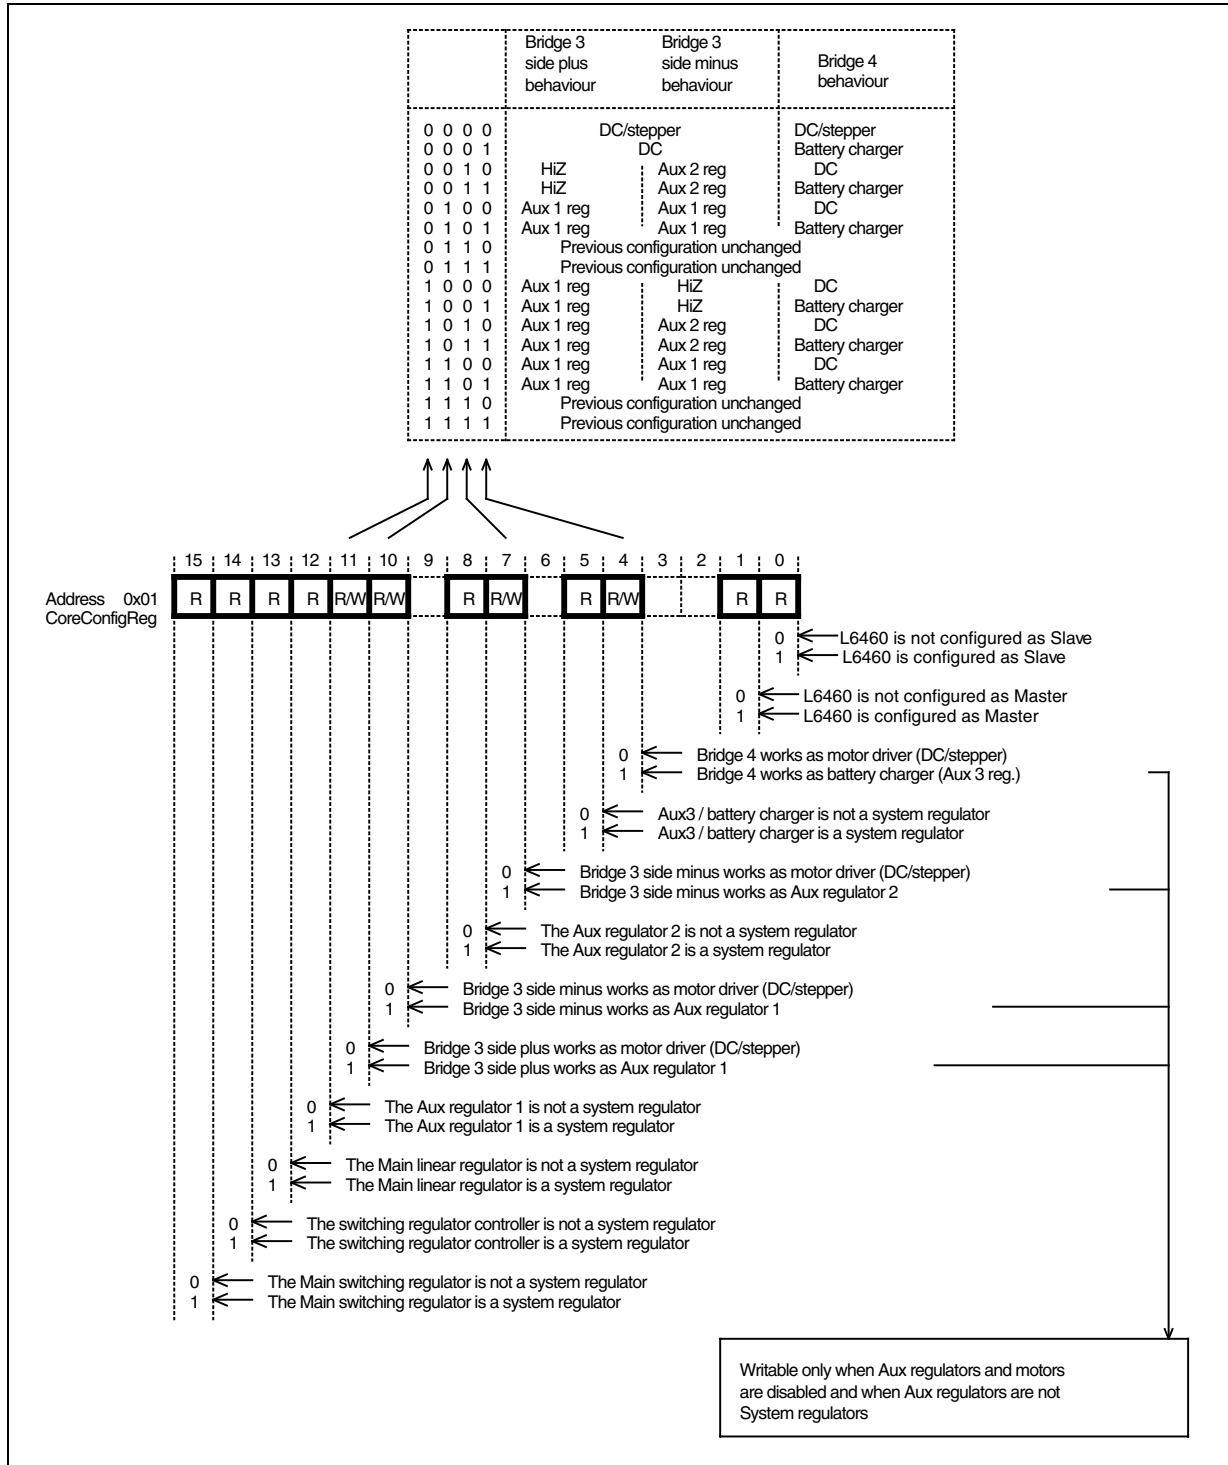 Bridge 3 side plus behaviour Bridge 3 side minus behaviour Bridge 4 behaviour
0 0 0 0 DC/stepper DC/stepper
0 0 0 1 DC Battery charger
0 0 1 0 HiZ Aux 2 reg DC
0 0 1 1 HiZ Aux 2 reg Battery charger
0 1 0 0 Aux 1 reg Aux 1 reg DC
0 1 0 1 Aux 1 reg Aux 1 reg Battery charger
0 1 1 0 Previous configuration unchanged
0 1 1 1 Previous configuration unchanged
1 0 0 0 Aux 1 reg HiZ DC
1 0 0 1 Aux 1 reg HiZ Battery charger
1 0 1 0 Aux 1 reg Aux 2 reg DC
1 0 1 1 Aux 1 reg Aux 2 reg Battery charger
1 1 0 0 Aux 1 reg Aux 1 reg DC
1 1 0 1 Aux 1 reg Aux 1 reg Battery charger
1 1 1 0 Previous configuration unchanged
1 1 1 1 Previous configuration unchanged
15 14 13 12 11 10 9 8 7 6 5 4 3 2 1 0
Address 0x01 R R R R R/W R/W R R/W R R/W R R
CoreConfigReg
0 L6460 is not configured as Slave
1 L6460 is configured as Slave
0 L6460 is not configured as Master
1 L6460 is configured as Master
0 Bridge 4 works as motor driver (DC/stepper)
1 Bridge 4 works as battery charger (Aux 3 reg.)
0 Aux3 / battery charger is not a system regulator
1 Aux3 / battery charger is a system regulator
0 Bridge 3 side minus works as motor driver (DC/stepper)
1 Bridge 3 side minus works as Aux regulator 2
0 The Aux regulator 2 is not a system regulator
1 The Aux regulator 2 is a system regulator
0 Bridge 3 side minus works as motor driver (DC/stepper)
1 Bridge 3 side minus works as Aux regulator 1
0 Bridge 3 side plus works as motor driver (DC/stepper)
1 Bridge 3 side plus works as Aux regulator 1
0 The Aux regulator 1 is not a system regulator
1 The Aux regulator 1 is a system regulator
0 The Main linear regulator is not a system regulator
1 The Main linear regulator is a system regulator
0 The switching regulator controller is not a system regulator
1 The switching regulator controller is a system regulator
0 The Main switching regulator is not a system regulator
1 The Main switching regulator is a system regulator
Writable only when Aux regulators and motors
are disabled and when Aux regulators are not
System regulators